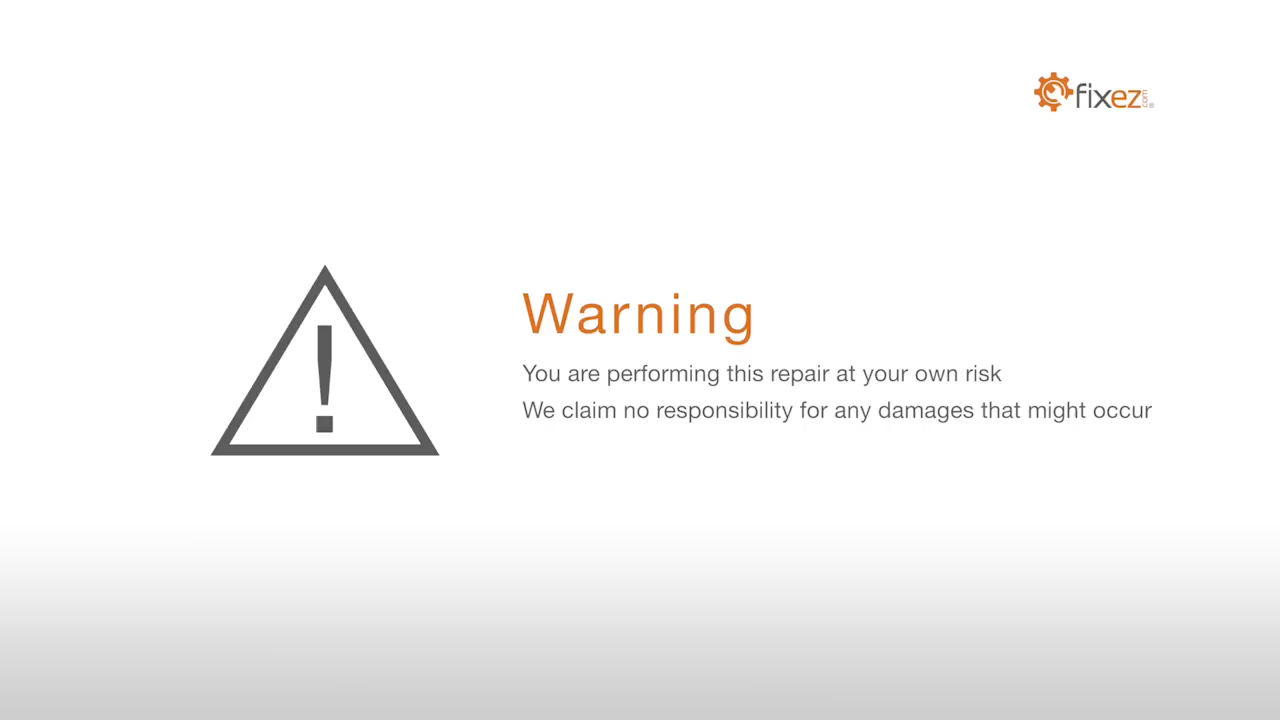 fixez.com®
Warning
You are performing this repair at your own risk
We claim no responsibility for any damages that might occur